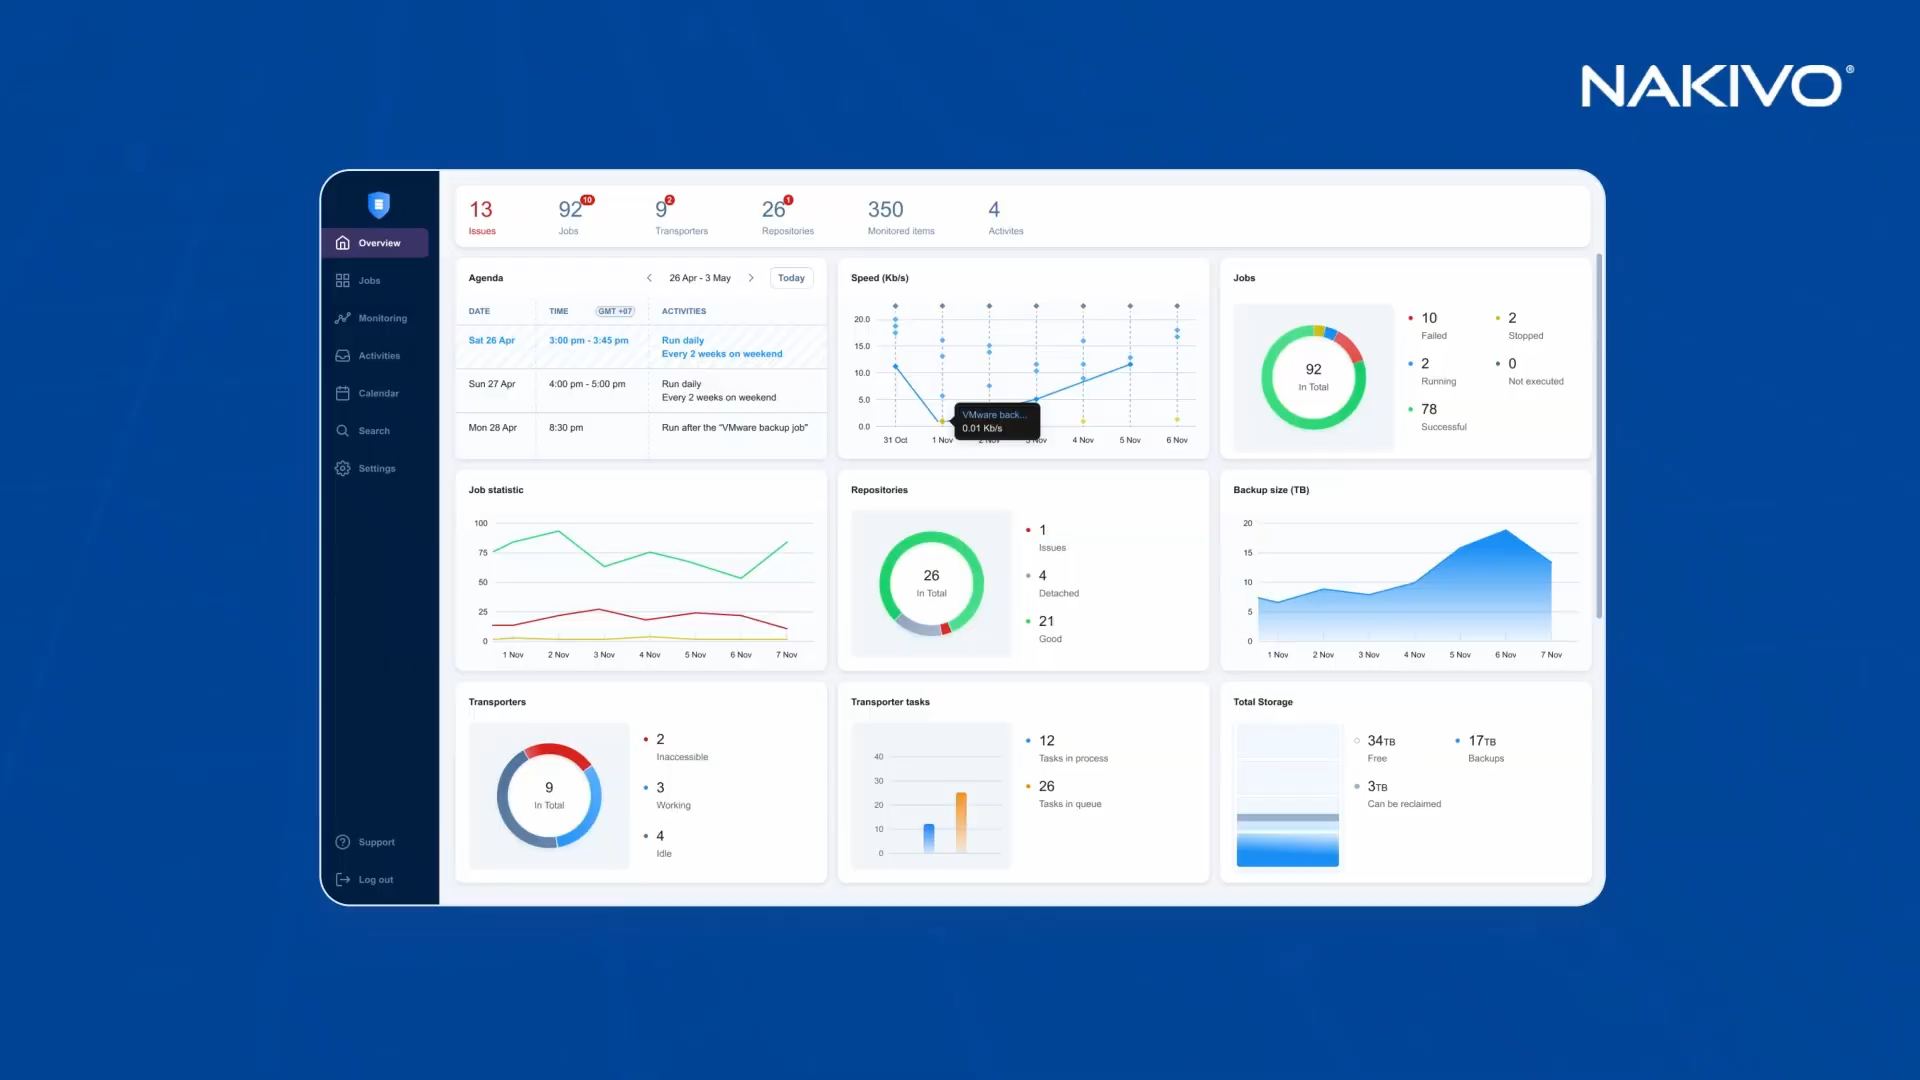 NAKIVO®
13
Issues
92 10
Jobs
9 2
Transporters
26 1
Repositories
350
Monitored items
4
Activites
Overview
Jobs
Monitoring
Activities
Calendar
Search
Settings
Support
Log out
Agenda
26 Apr - 3 May
Today
DATE TIME GMT +07 ACTIVITIES
Sat 26 Apr 3:00 pm - 3:45 pm Run daily
Every 2 weeks on weekend
Sun 27 Apr 4:00 pm - 5:00 pm Run daily
Every 2 weeks on weekend
Mon 28 Apr 8:30 pm Run after the "VMware backup job"
Speed (Kb/s)
20.0
15.0
10.0
5.0
0.0
VMware back...
0.01 Kb/s
31 Oct 1 Nov 2 Nov 3 Nov 4 Nov 5 Nov 6 Nov
Jobs
92
In Total
10
Failed
2
Stopped
2
Running
0
Not executed
78
Successful
Job statistic
100
75
50
25
0
1 Nov 2 Nov 3 Nov 4 Nov 5 Nov 6 Nov 7 Nov
Repositories
26
In Total
1
Issues
4
Detached
21
Good
Backup size (TB)
20
15
10
5
0
1 Nov 2 Nov 3 Nov 4 Nov 5 Nov 6 Nov 7 Nov
Transporters
9
In Total
2
Inaccessible
3
Working
4
Idle
Transporter tasks
40
30
20
10
0
12
Tasks in process
26
Tasks in queue
Total Storage
34TB
Free
17TB
Backups
3TB
Can be reclaimed